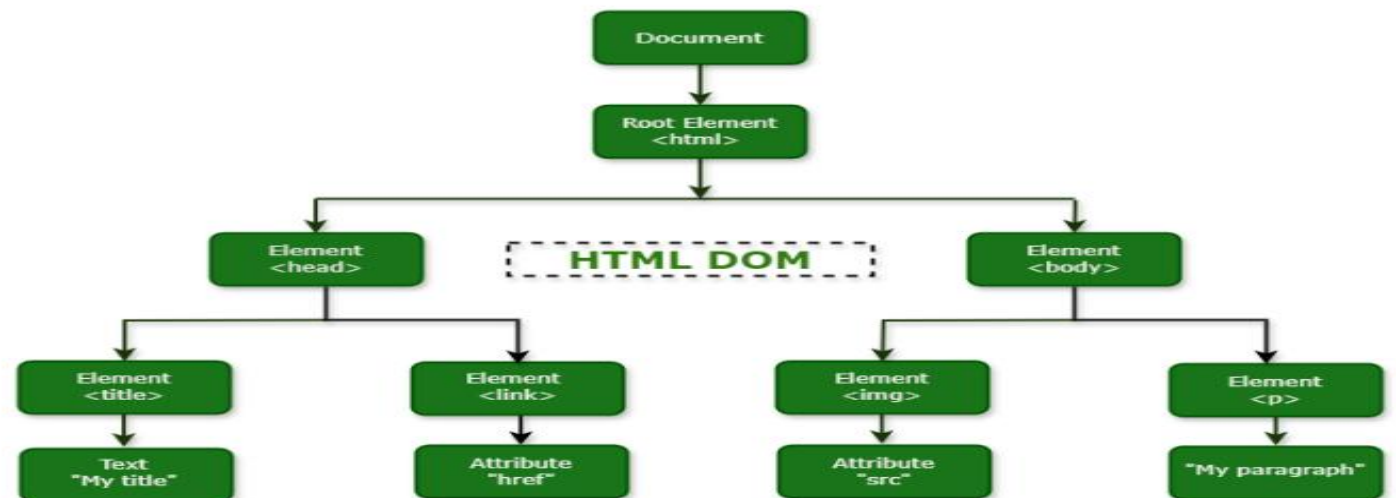 Document
Root Element
<html>
Element
<head>
HTML DOM
Element
<body>
Element
<title>
Element
<link>
Element
<img>
Element
<p>
Text
"My title"
Attribute
"href"
Attribute
"src"
"My paragraph"